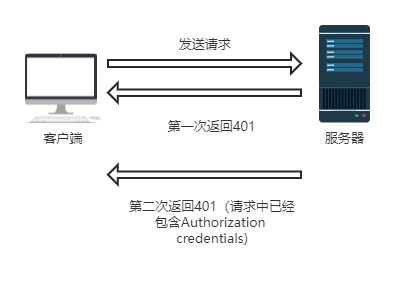 发送请求
第一次返回401
客户端
服务器
第二次返回401（请求中已经
包含Authorization
credentials）